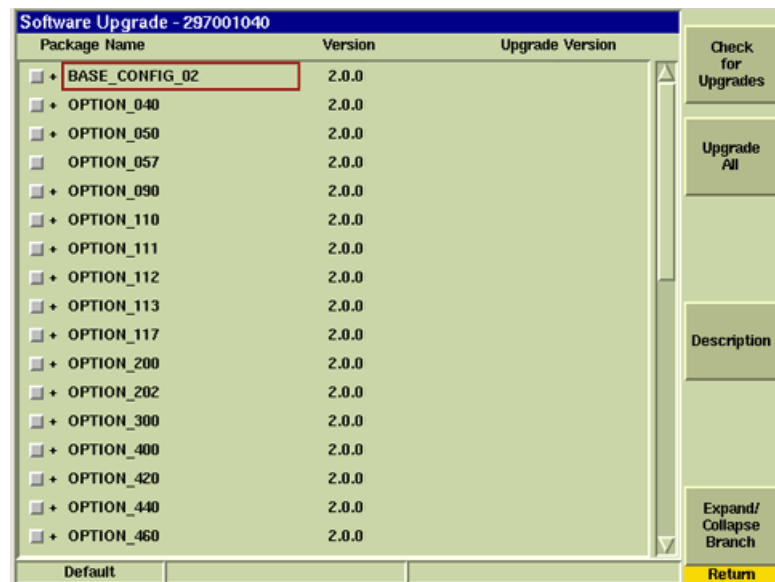 Software Upgrade - 297001040
Package Name Version Upgrade Version
+ BASE_CONFIG_02 2.0.0
+ OPTION_040 2.0.0
+ OPTION_050 2.0.0
OPTION_057 2.0.0
+ OPTION_090 2.0.0
+ OPTION_110 2.0.0
+ OPTION_111 2.0.0
+ OPTION_112 2.0.0
+ OPTION_113 2.0.0
+ OPTION_117 2.0.0
+ OPTION_200 2.0.0
+ OPTION_202 2.0.0
+ OPTION_300 2.0.0
+ OPTION_400 2.0.0
+ OPTION_420 2.0.0
+ OPTION_440 2.0.0
+ OPTION_460 2.0.0
Default
Check
for
Upgrades
Upgrade
All
Description
Expand/
Collapse
Branch
Return